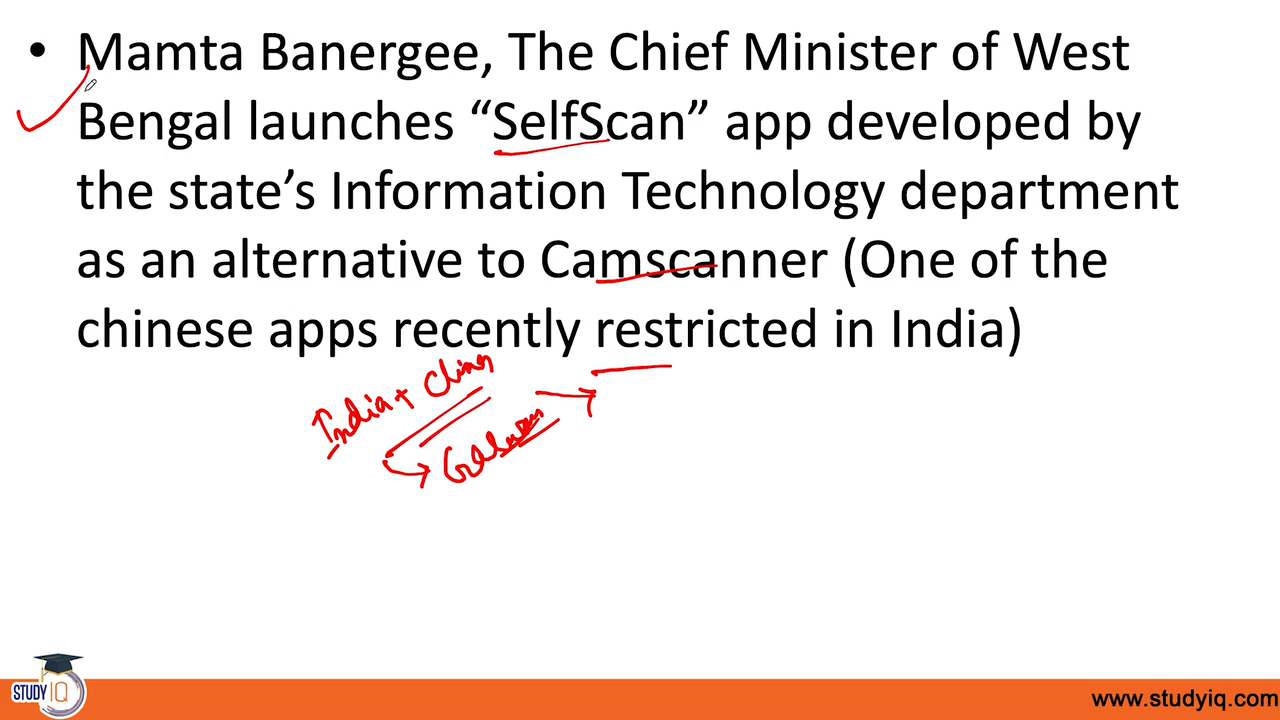 • Mamta Banergee, The Chief Minister of West
Bengal launches “SelfScan” app developed by
the state’s Information Technology department
as an alternative to Camscanner (One of the
chinese apps recently restricted in India)
India + China
STUDY IQ
www.studyiq.com